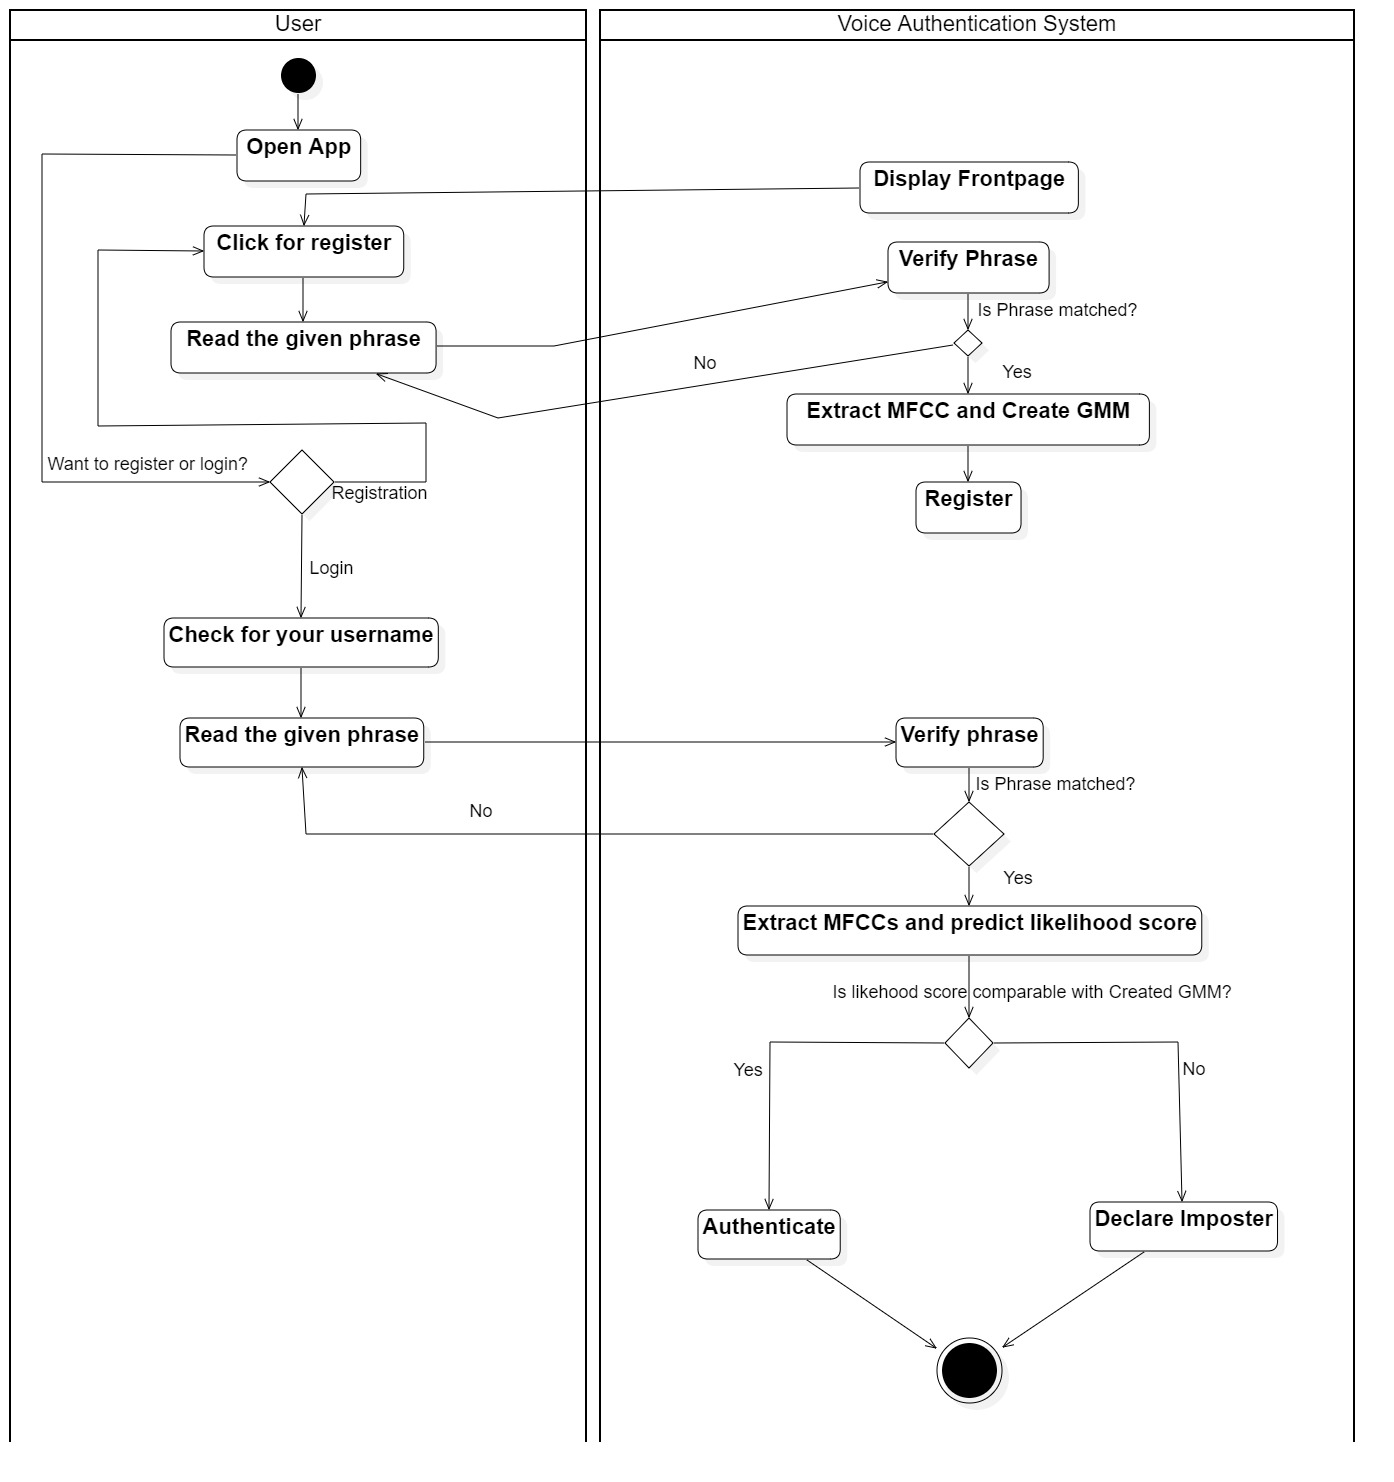 User
Voice Authentication System
Open App
Display Frontpage
Click for register
Verify Phrase
Is Phrase matched?
Read the given phrase
No
Yes
Extract MFCC and Create GMM
Want to register or login?
Registration
Register
Login
Check for your username
Read the given phrase
Verify phrase
Is Phrase matched?
No
Yes
Extract MFCCs and predict likelihood score
Is likehood score comparable with Created GMM?
Yes
No
Authenticate
Declare Imposter